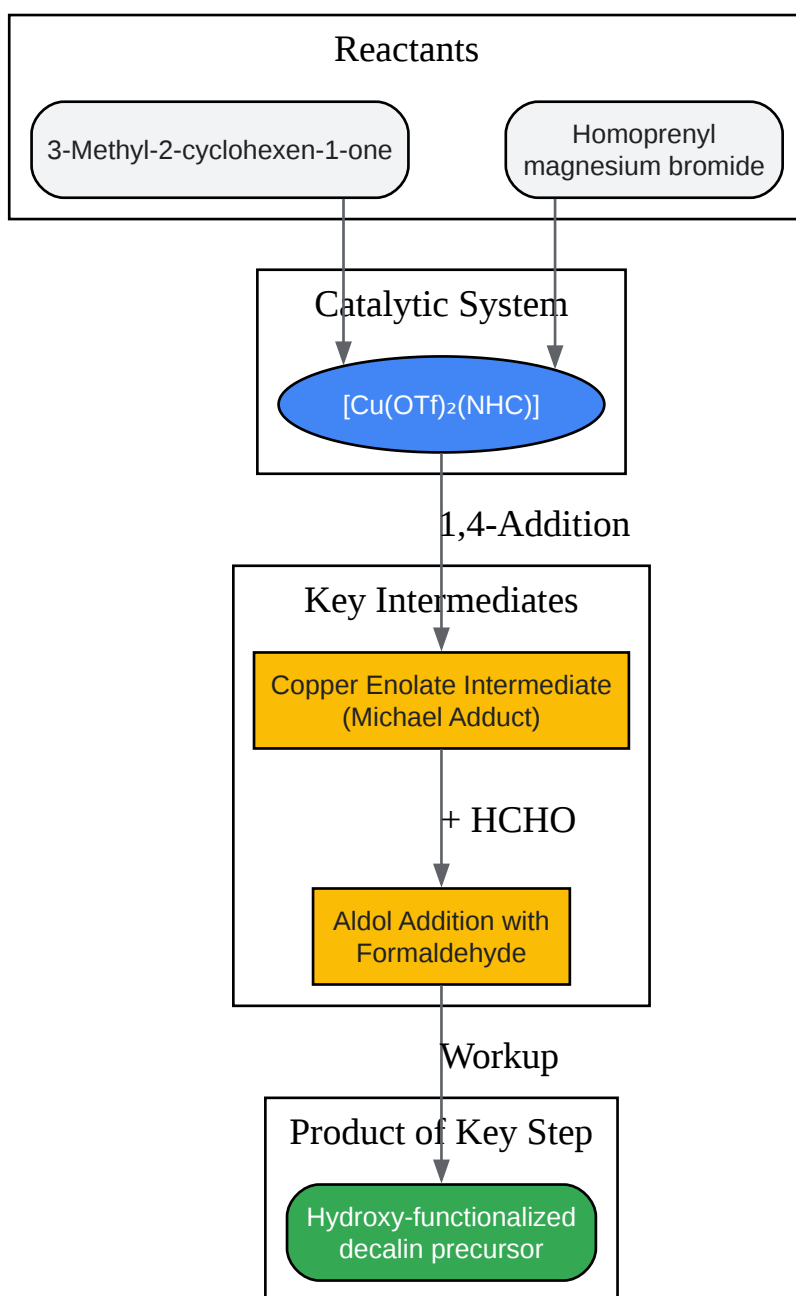 Reactants
3-Methyl-2-cyclohexen-1-one
Homoprenyl
magnesium bromide
Catalytic System
[Cu(OTf)₂(NHC)]
1,4-Addition
Key Intermediates
Copper Enolate Intermediate
(Michael Adduct)
+ HCHO
Aldol Addition with
Formaldehyde
Workup
Product of Key Step
Hydroxy-functionalized
decalin precursor